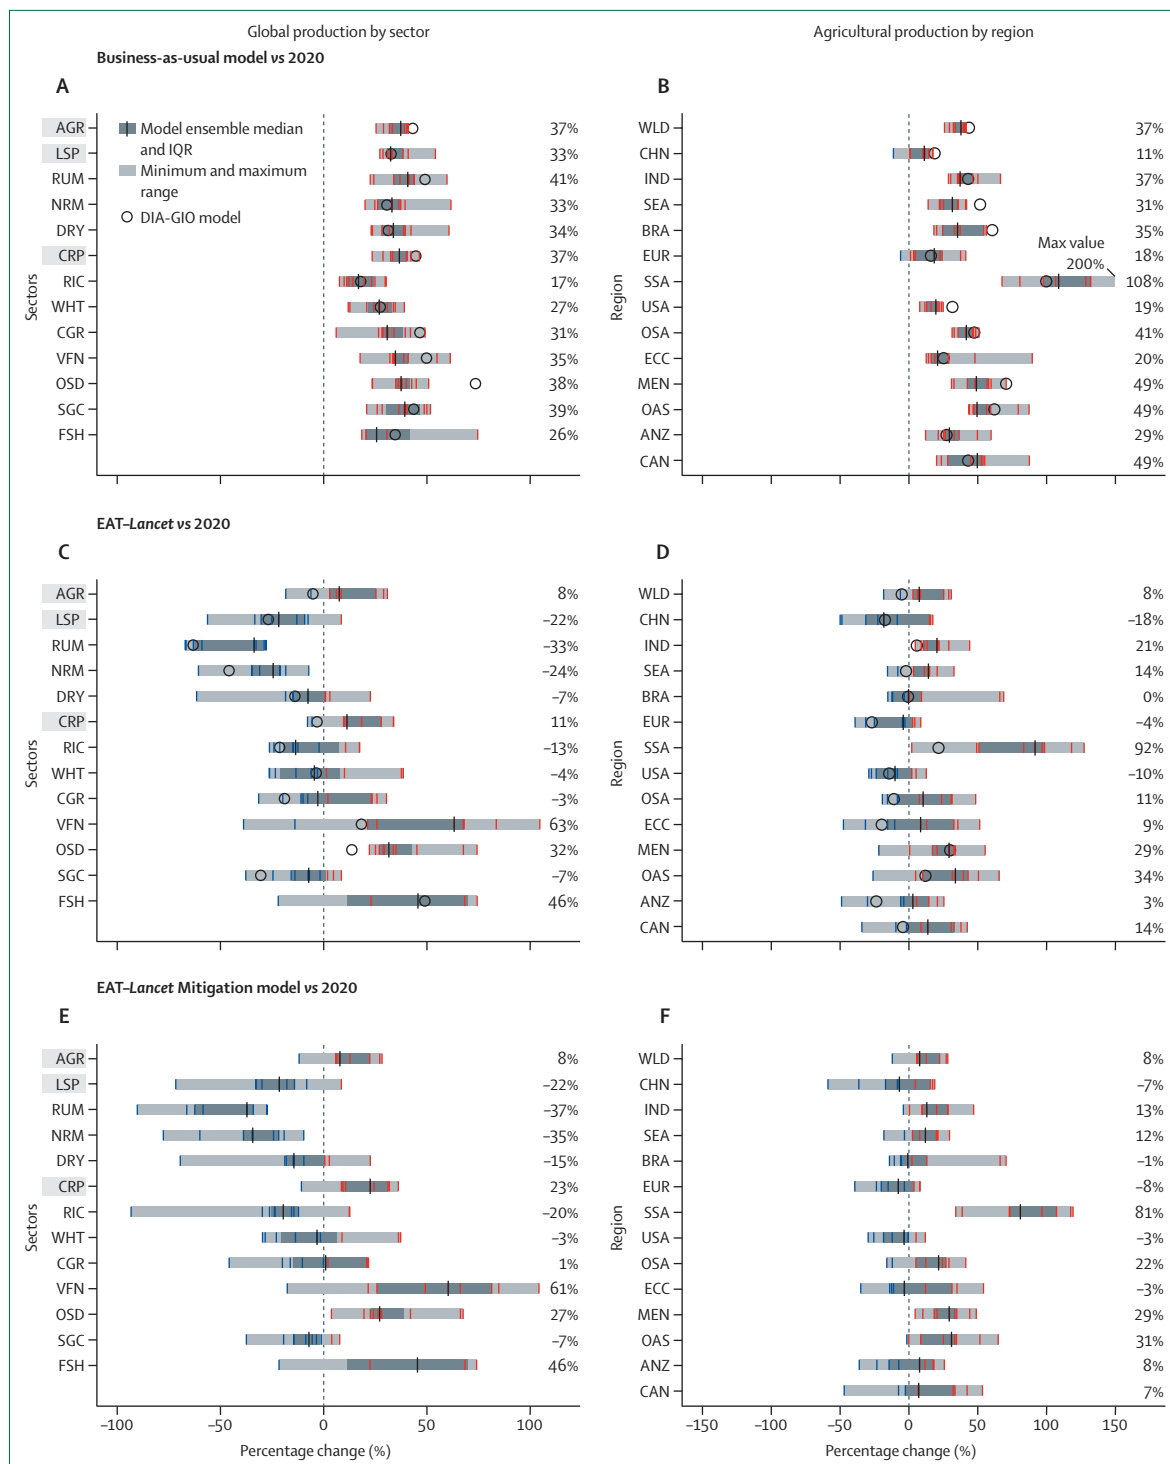 Global production by sector
Agricultural production by region
Business-as-usual model vs 2020
A
B
Model ensemble median
and IQR
Minimum and maximum
range
DIA-GIO model
Sectors
AGR 37%
LSP 33%
RUM 41%
NRM 33%
DRY 34%
CRP 37%
RIC 17%
WHT 27%
CGR 31%
VFN 35%
OSD 38%
SGC 39%
FSH 26%
Region
WLD 37%
CHN 11%
IND 37%
SEA 31%
BRA 35%
EUR 18%
Max value
200%
SSA 108%
USA 19%
OSA 41%
ECC 20%
MEN 49%
OAS 49%
ANZ 29%
CAN 49%
EAT–Lancet vs 2020
C
D
Sectors
AGR 8%
LSP –22%
RUM –33%
NRM –24%
DRY –7%
CRP 11%
RIC –13%
WHT –4%
CGR –3%
VFN 63%
OSD 32%
SGC –7%
FSH 46%
Region
WLD 8%
CHN –18%
IND 21%
SEA 14%
BRA 0%
EUR –4%
SSA 92%
USA –10%
OSA 11%
ECC 9%
MEN 29%
OAS 34%
ANZ 3%
CAN 14%
EAT–Lancet Mitigation model vs 2020
E
F
Sectors
AGR 8%
LSP –22%
RUM –37%
NRM –35%
DRY –15%
CRP 23%
RIC –20%
WHT –3%
CGR 1%
VFN 61%
OSD 27%
SGC –7%
FSH 46%
–100 –50 0 50 100
Percentage change (%)
Region
WLD 8%
CHN –7%
IND 13%
SEA 12%
BRA –1%
EUR –8%
SSA 81%
USA –3%
OSA 22%
ECC –3%
MEN 29%
OAS 31%
ANZ 8%
CAN 7%
–150 –100 –50 0 50 100 150
Percentage change (%)